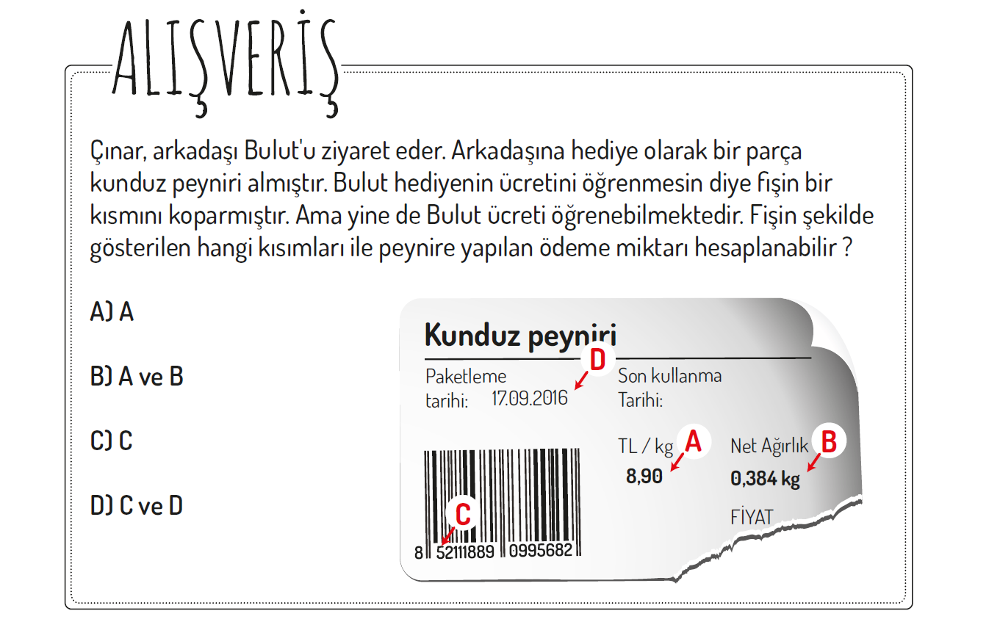 ALIŞVERİŞ
Çınar, arkadaşı Bulut'u ziyaret eder. Arkadaşına hediye olarak bir parça
kunduz peyniri almıştır. Bulut hediyenin ücretini öğrenmesin diye fişin bir
kısmını koparmıştır. Ama yine de Bulut ücreti öğrenebilmektedir. Fişin şekilde
gösterilen hangi kısımları ile peynire yapılan ödeme miktarı hesaplanabilir ?
A) A
B) A ve B
C) C
D) C ve D
Kunduz peyniri
D
Paketleme
tarihi: 17.09.2016
Son kullanma
Tarihi:
TL / kg A
8,90
Net Ağırlık B
0,384 kg
FİYAT
C
8 52111889 0995682